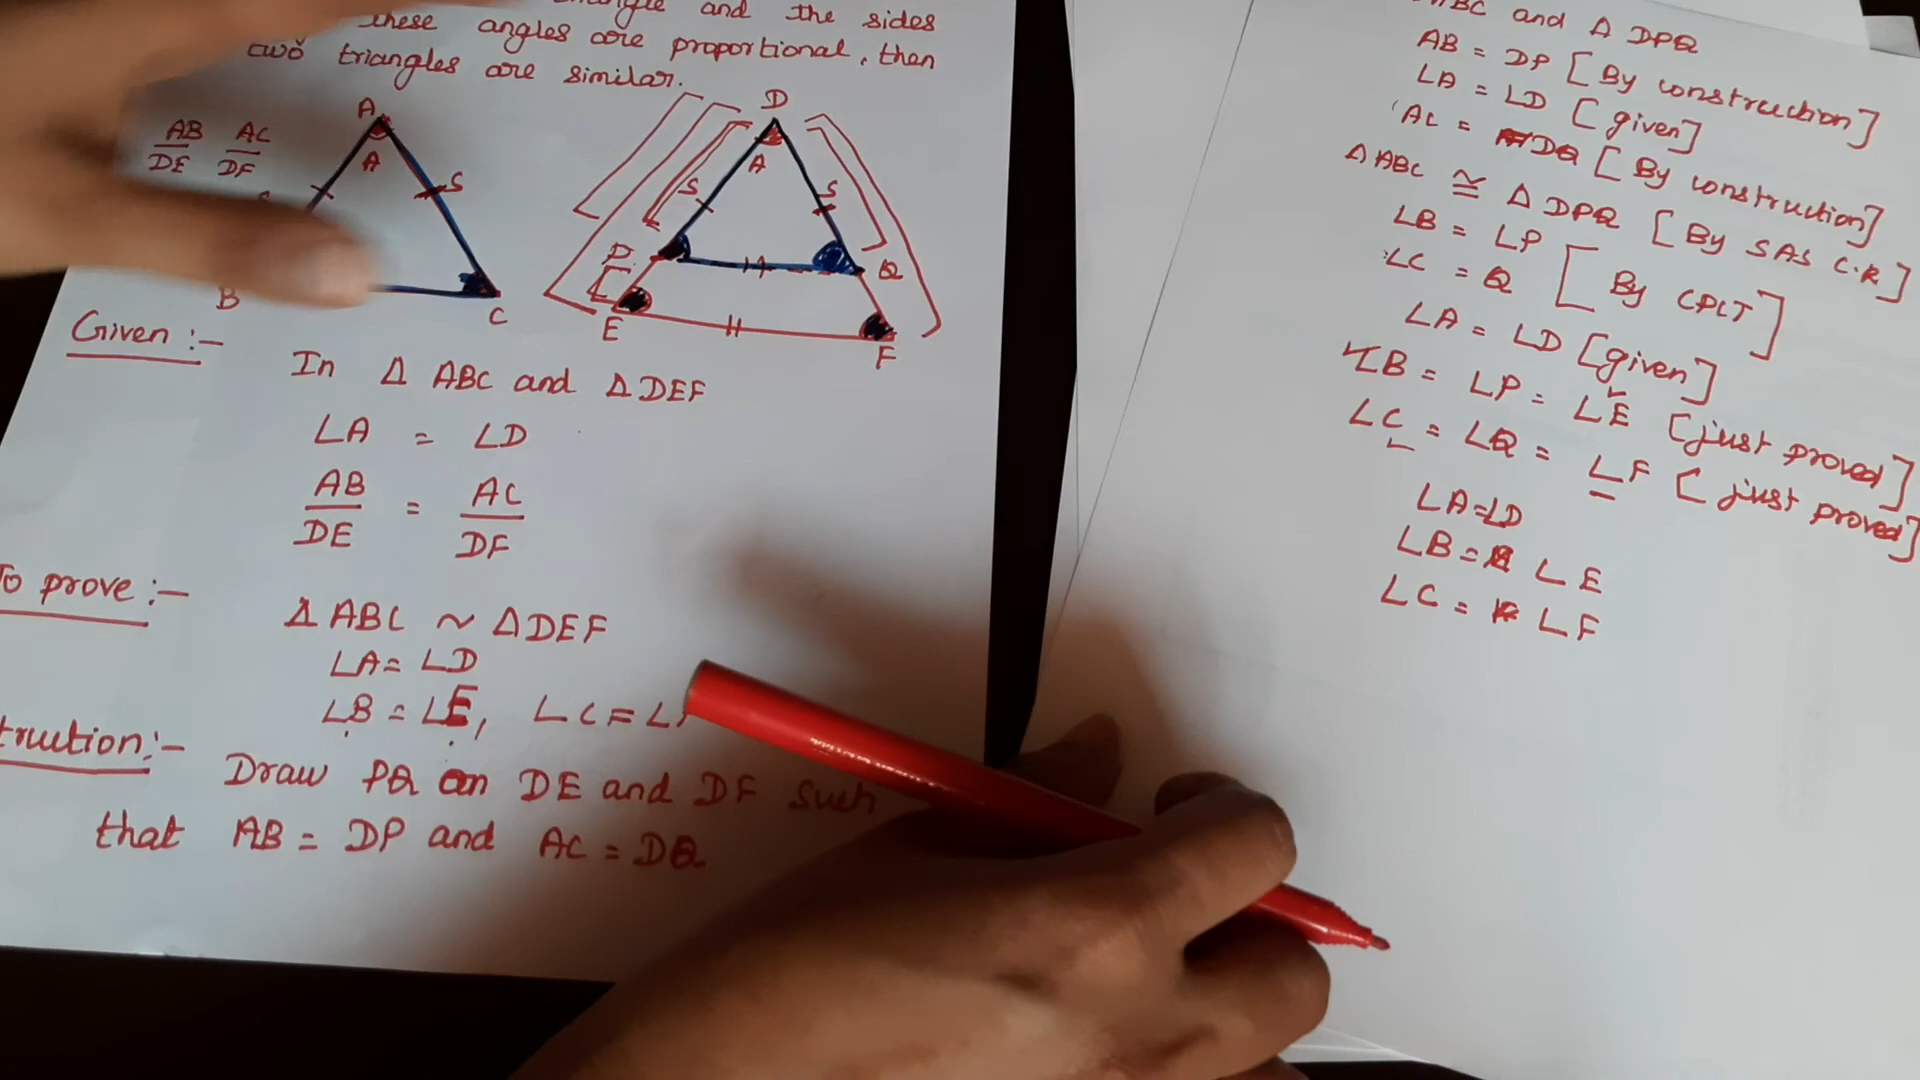 and the sides
these angles are proportional, then
two triangles are similar.
AB AC
DE DF
A
A
S
B
C
D
A
S
S
P
Q
E
F
Given :-
In Δ ABC and Δ DEF
∠A = ∠D
AB = AC
DE DF
To prove :-
Δ ABC ~ Δ DEF
∠A = ∠D
∠B = ∠E, ∠C = ∠
truction :-
Draw PQ on DE and DF such
that AB = DP and AC = DQ
BC and Δ DPQ
AB = DP [By construction]
∠A = ∠D [given]
AC = DQ [By construction]
Δ ABC ≅ Δ DPQ [By SAS C.R]
∠B = ∠P
∠C = Q [By CPCT]
∠A = ∠D [given]
∠B = ∠P = ∠E [just proved]
∠C = ∠Q = ∠F [just proved]
∠A=∠D
∠B = ∠E
∠C = ∠F